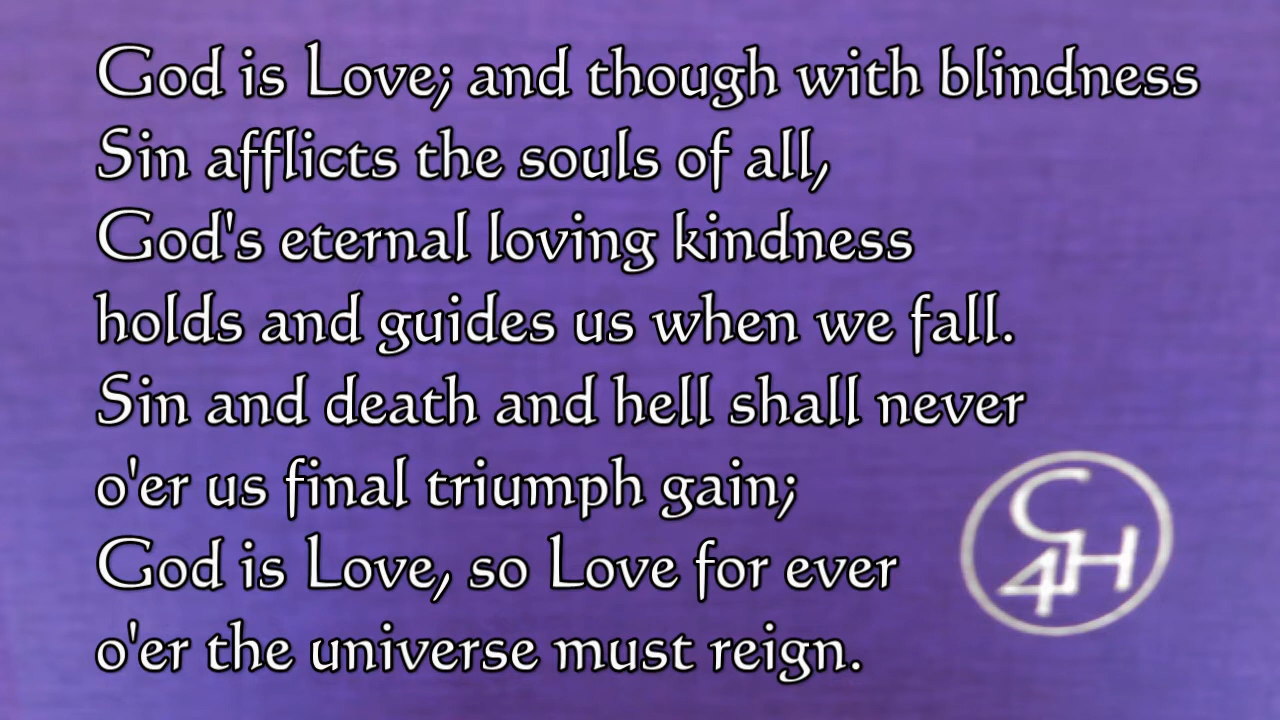 God is Love; and though with blindness
Sin afflicts the souls of all,
God's eternal loving kindness
holds and guides us when we fall.
Sin and death and hell shall never
o'er us final triumph gain;
God is Love, so Love for ever
o'er the universe must reign.
C
4H